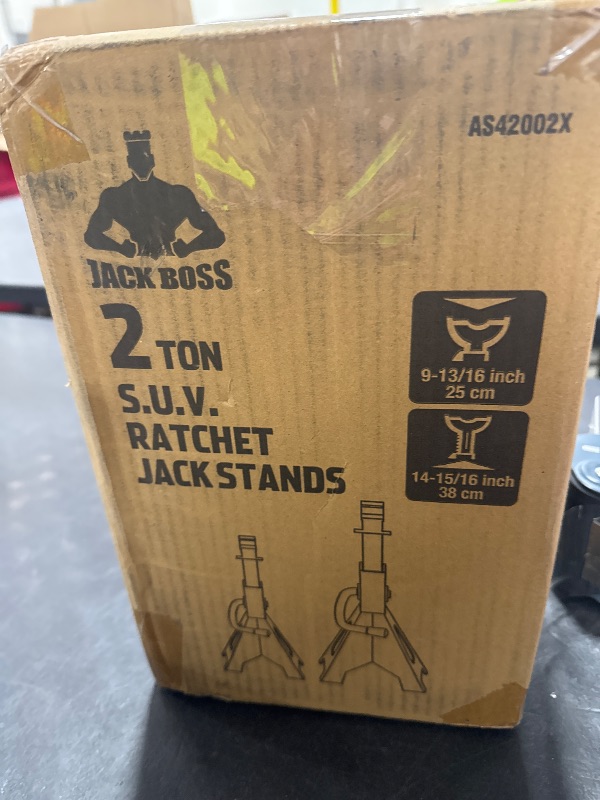 AS42002X
JACK BOSS
2 TON
S.U.V.
RATCHET
JACK STANDS
9-13/16 inch
25 cm
14-15/16 inch
38 cm